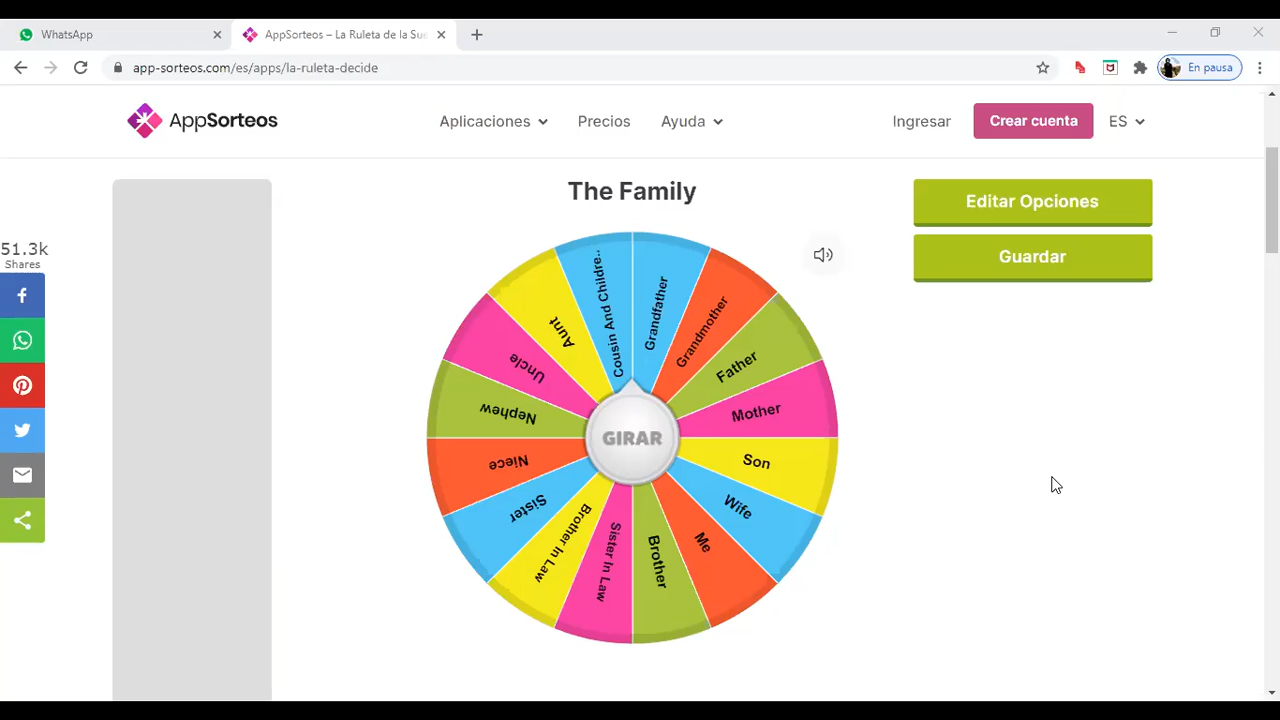 WhatsApp
AppSorteos – La Ruleta de la Sue
app-sorteos.com/es/apps/la-ruleta-decide
En pausa
AppSorteos
Aplicaciones
Precios
Ayuda
Ingresar
Crear cuenta
ES
The Family
Editar Opciones
Guardar
51.3k
Shares
Grandfather
Grandmother
Father
Mother
Son
Wife
Me
Brother
Sister In Law
Brother In Law
Sister
Niece
Nephew
Uncle
Aunt
Cousin And Childre..
GIRAR